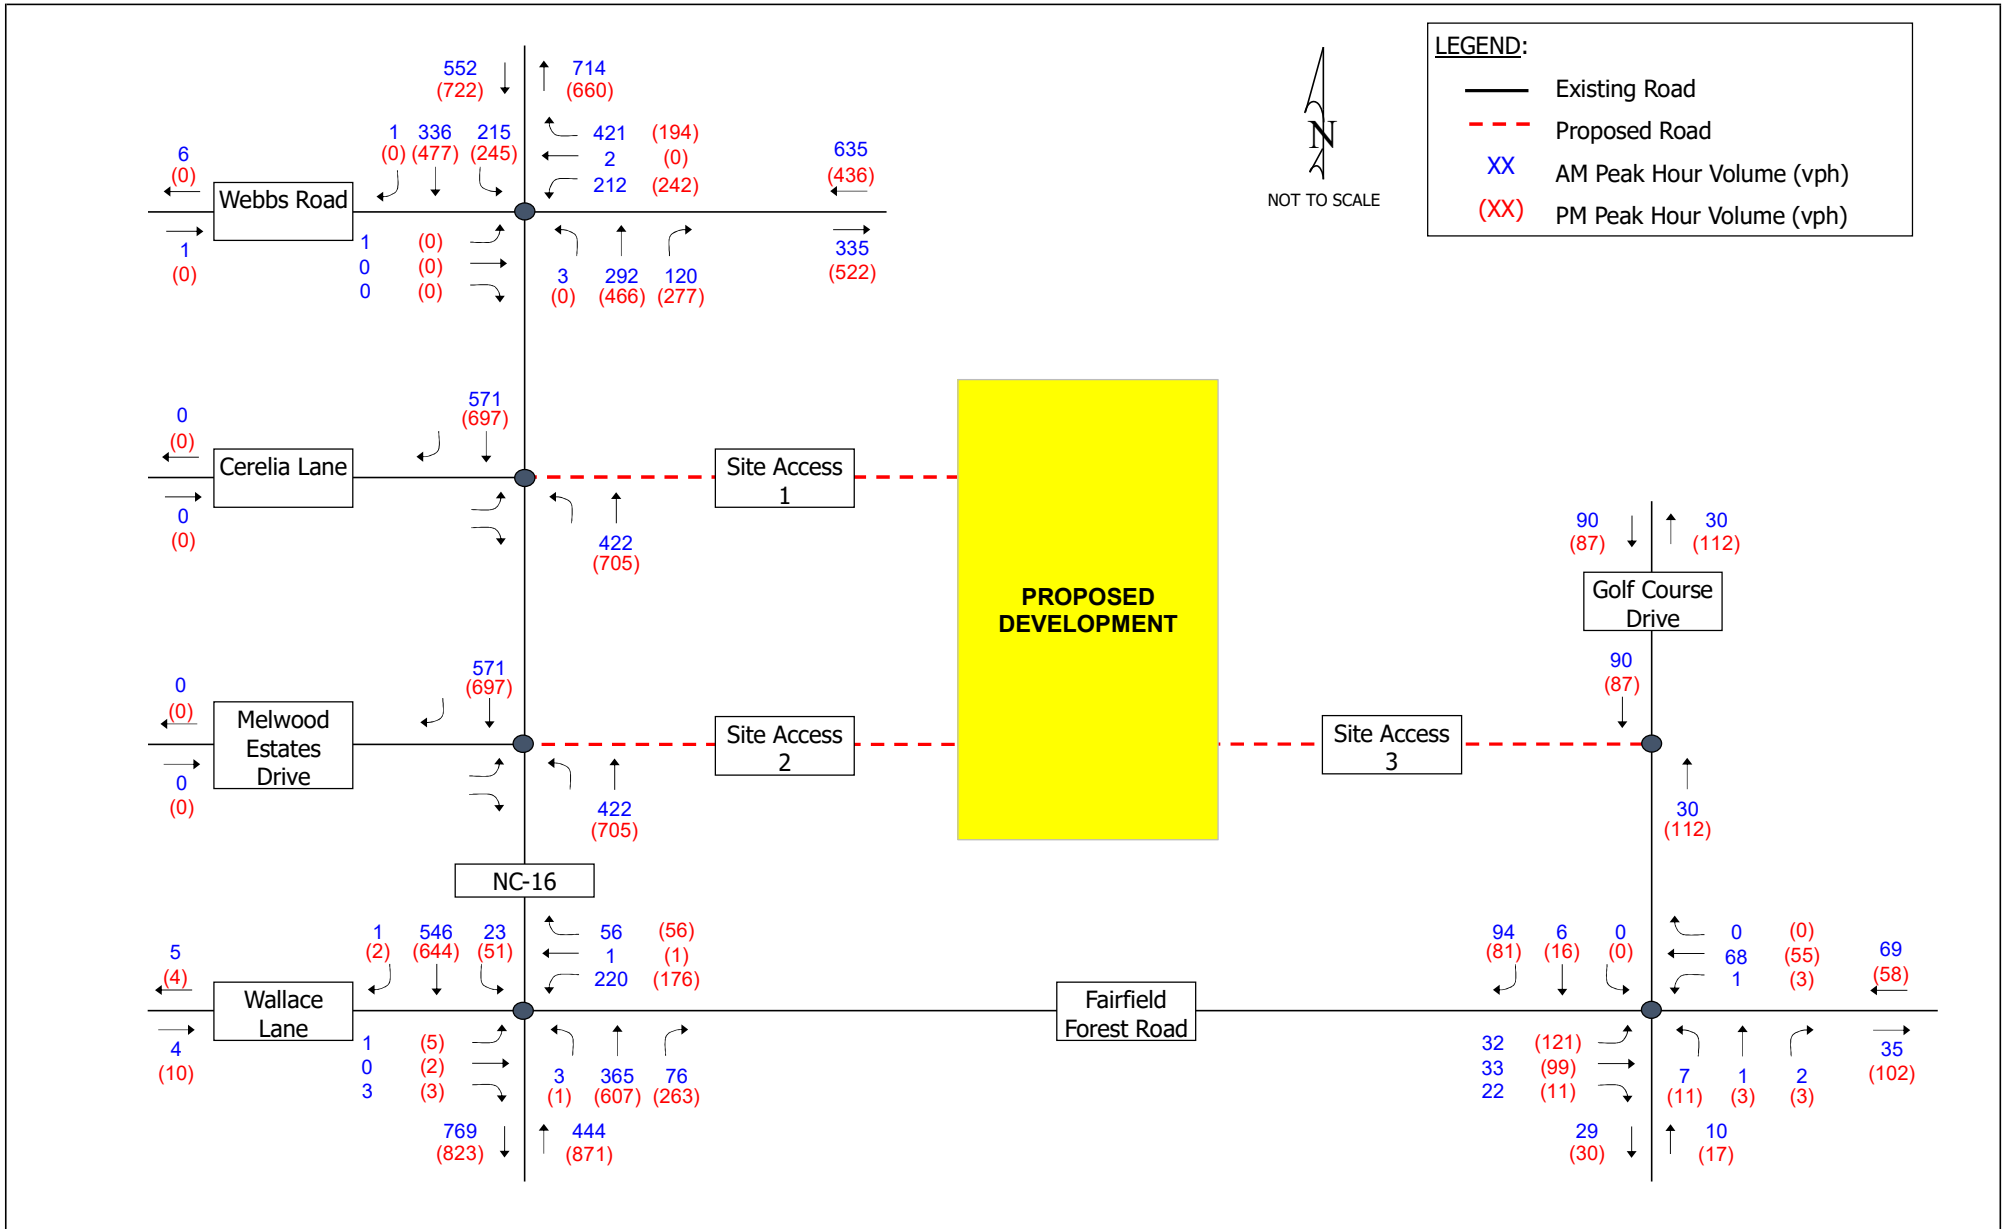 LEGEND:
Existing Road
Proposed Road
XX AM Peak Hour Volume (vph)
(XX) PM Peak Hour Volume (vph)
N
NOT TO SCALE
552 714
(722) (660)
1 336 215 421 (194)
(0) (477) (245) 2 (0)
212 (242)
635
(436)
6
(0)
Webbs Road
1
(0)
1 (0)
0 (0)
0 (0)
3 292 120
(0) (466) (277)
335
(522)
571
(697)
0
(0)
Cerelia Lane
0
(0)
Site Access
1
422
(705)
PROPOSED
DEVELOPMENT
90 30
(87) (112)
Golf Course
Drive
571
(697)
0
(0)
Melwood
Estates
Drive
0
(0)
Site Access
2
422
(705)
90
(87)
Site Access
3
30
(112)
NC-16
1 546 23 56 (56)
(2) (644) (51) 1 (1)
220 (176)
5
(4)
Wallace
Lane
4
(10)
1 (5)
0 (2)
3 (3)
3 365 76
(1) (607) (263)
769 444
(823) (871)
Fairfield
Forest Road
94 6 0 0 (0)
(81) (16) (0) 68 (55)
1 (3)
69
(58)
32 (121)
33 (99)
22 (11)
7 1 2
(11) (3) (3)
35
(102)
29 10
(30) (17)